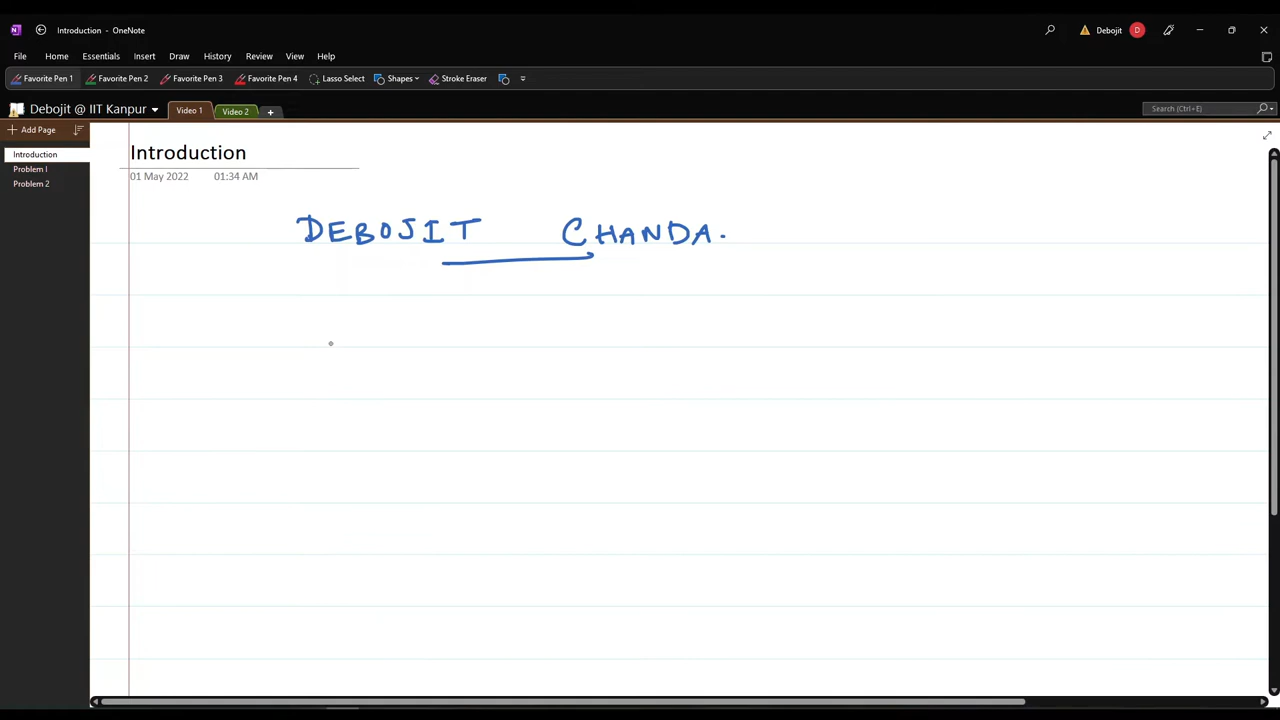 Introduction - OneNote
Debojit D
File Home Essentials Insert Draw History Review View Help
Favorite Pen 1 Favorite Pen 2 Favorite Pen 3 Favorite Pen 4 Lasso Select Shapes Stroke Eraser
Debojit @ IIT Kanpur Video 1 Video 2 + Search (Ctrl+E)
+ Add Page
Introduction
Problem I
Problem 2
Introduction
01 May 2022 01:34 AM
DEBOJIT CHANDA.